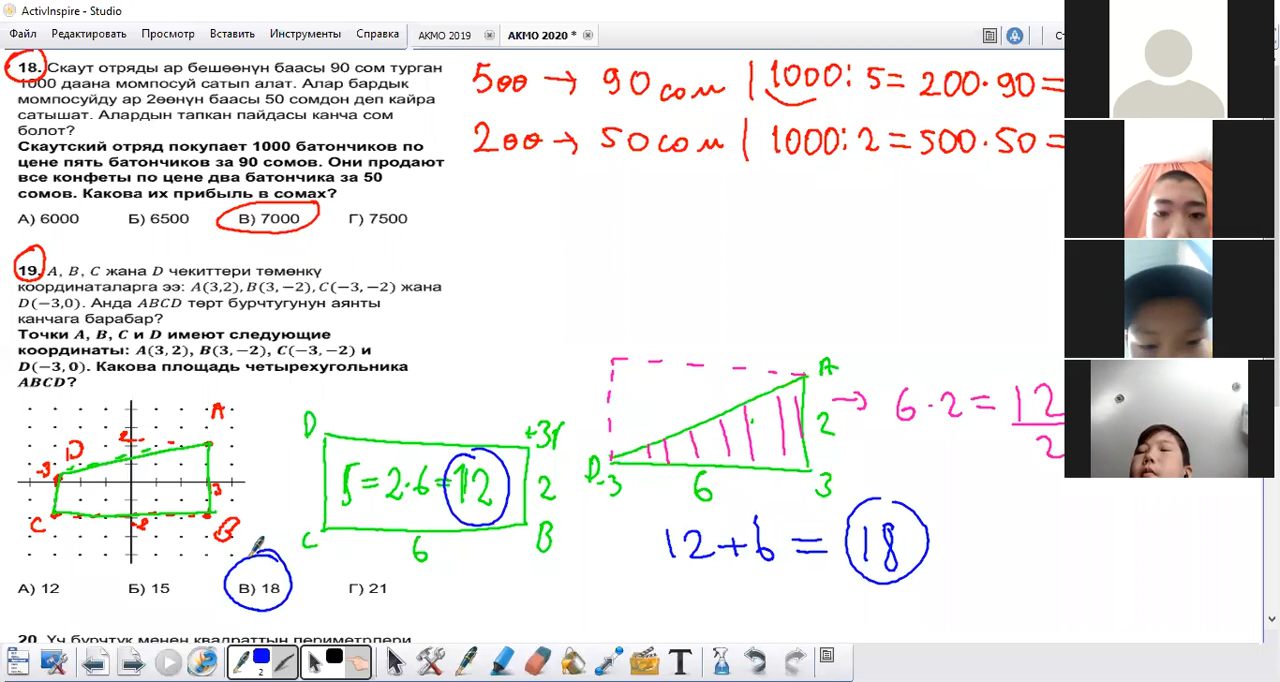 ActivInspire - Studio
Файл Редактировать Просмотр Вставить Инструменты Справка
АКМО 2019 АКМО 2020 *
18. Скаут отряды ар бешөөнүн баасы 90 сом турган
1000 даана момпосуй сатып алат. Алар бардык
момпосуйду ар 2өөнүн баасы 50 сомдон деп кайра
сатышат. Алардын тапкан пайдасы канча сом
болот?
Скаутский отряд покупает 1000 батончиков по
цене пять батончиков за 90 сомов. Они продают
все конфеты по цене два батончика за 50
сомов. Какова их прибыль в сомах?
А) 6000 Б) 6500 В) 7000 Г) 7500
5өө → 90 сом | 1000 : 5 = 200 · 90 =
2өө → 50 сом | 1000 : 2 = 500 · 50 =
19. A, B, C жана D чекиттери төмөнкү
координаталарга ээ: A(3,2), B(3,−2), C(−3,−2) жана
D(−3,0). Анда ABCD төрт бурчтугунун аянты
канчага барабар?
Точки A, B, C и D имеют следующие
координаты: A(3,2), B(3,−2), C(−3,−2) и
D(−3,0). Какова площадь четырехугольника
ABCD?
A
D
2
-3
3
C
-2
B
D
S = 2 · 6 = 12
2
C
6
B
A
→ 6 · 2 = 12
2
2
D
-3
6
3
12 + 6 = 18
А) 12 Б) 15 В) 18 Г) 21
20. Үч бурчтук менен квадраттын периметрлери
2